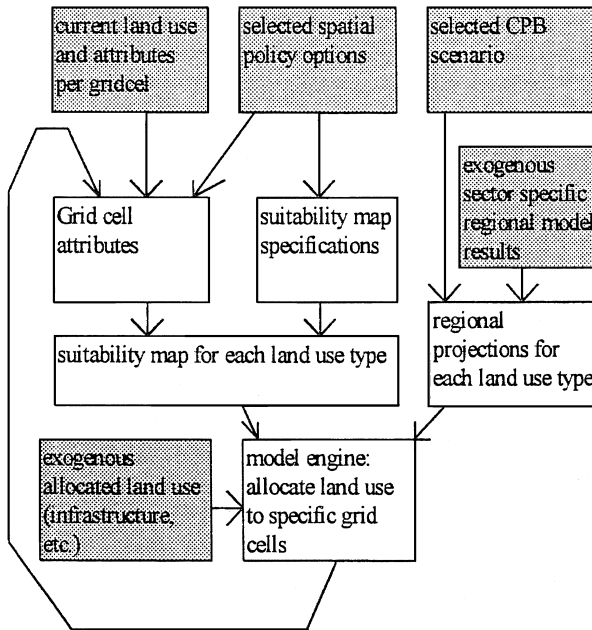 current land use
and attributes
per gridcel
selected spatial
policy options
selected CPB
scenario
exogenous
sector specific
regional model
results
Grid cell
attributes
suitability map
specifications
regional
projections for
each land use type
suitability map for each land use type
exogenous
allocated land use
(infrastructure,
etc.)
model engine:
allocate land use
to specific grid
cells